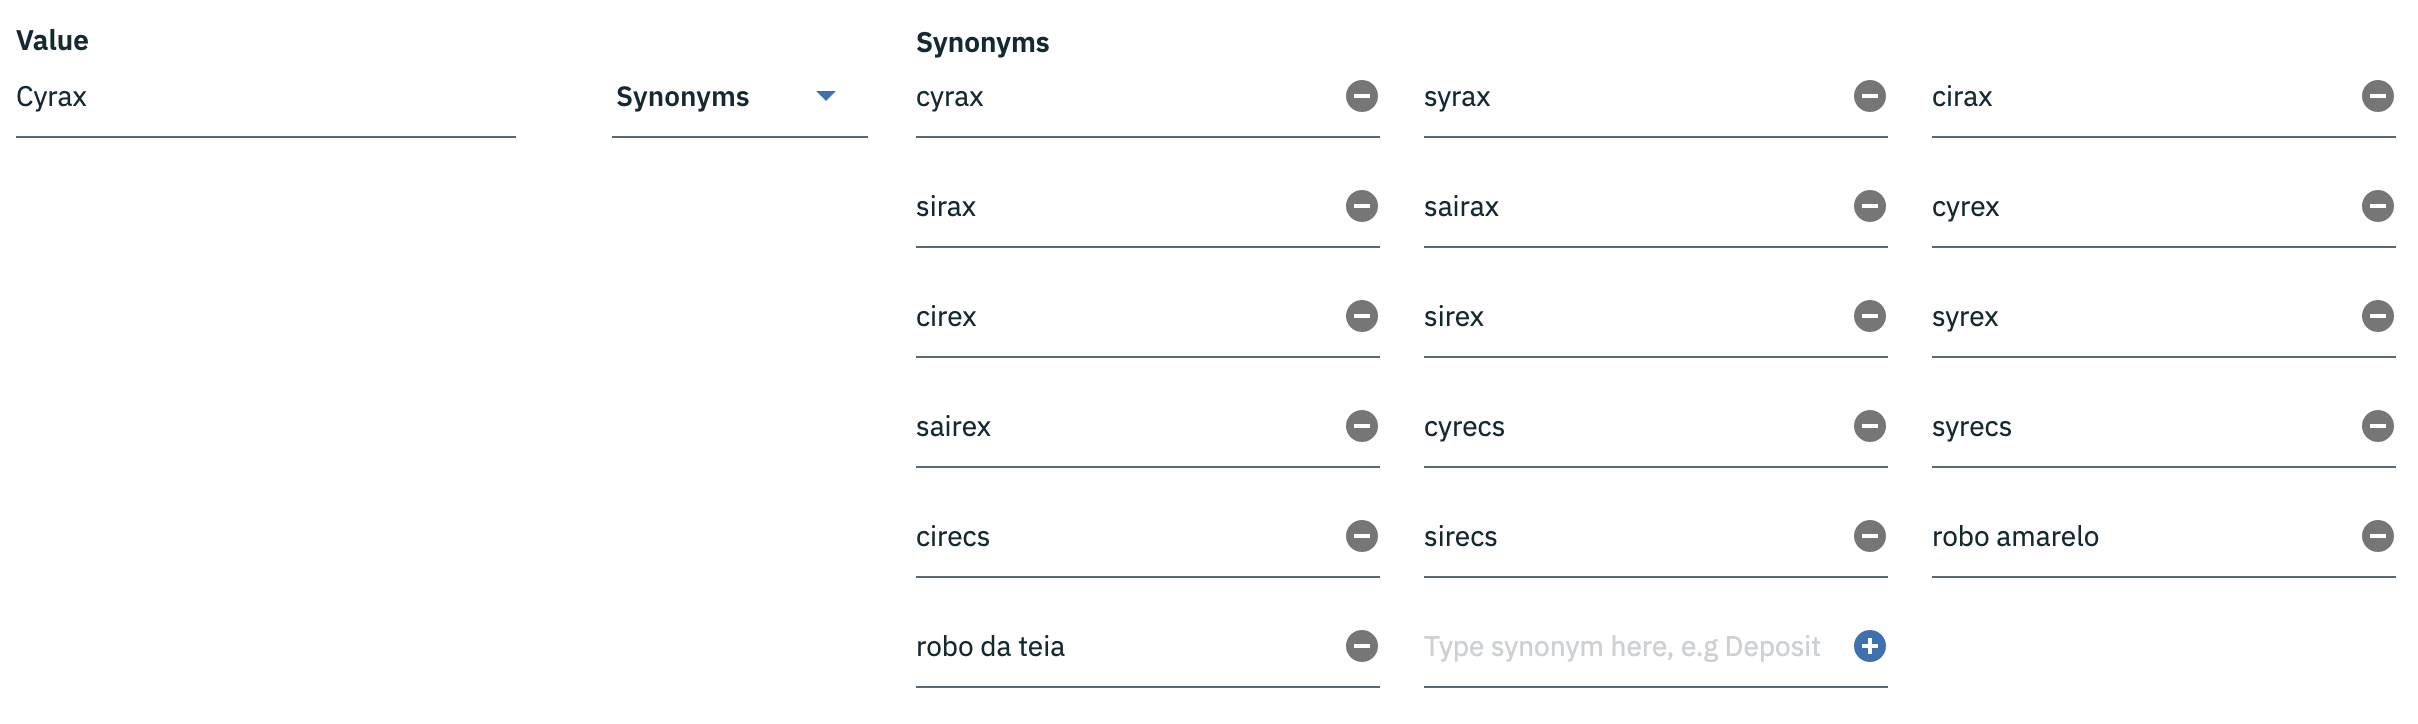 Value
Synonyms
Cyrax
Synonyms
cyrax
syrax
cirax
sirax
sairax
cyrex
cirex
sirex
syrex
sairex
cyrecs
syrecs
cirecs
sirecs
robo amarelo
robo da teia
Type synonym here, e.g Deposit